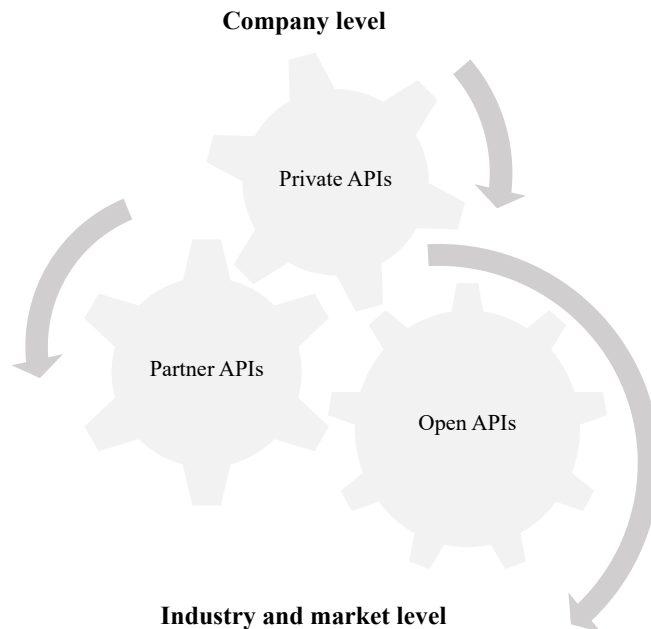 Company level
Private APIs
Partner APIs
Open APIs
Industry and market level